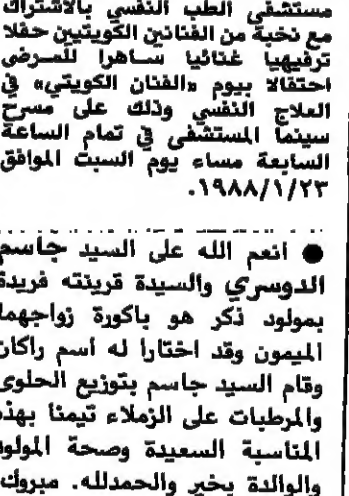 مستشفى الطب النفسي بالاشتراك
مع نخبة من الفنانين الكويتيين حفلا
ترفيهيا غنائيا ساهرا للمرضى
احتفالا بيوم «الفنان الكويتي» في
العلاج النفسي وذلك على مسرح
سينما المستشفى في تمام الساعة
السابعة مساء يوم السبت الموافق
١٩٨٨/١/٢٣.
● انعم الله على السيد جاسم
الدوسري والسيدة قرينته فريدة
بمولود ذكر هو باكورة زواجهما
الميمون وقد اختارا له اسم راكان
وقام السيد جاسم بتوزيع الحلوى
والمرطبات على الزملاء تيمنا بهذه
المناسبة السعيدة وصحة المولود
والوالدة بخير والحمدلله. مبروك.